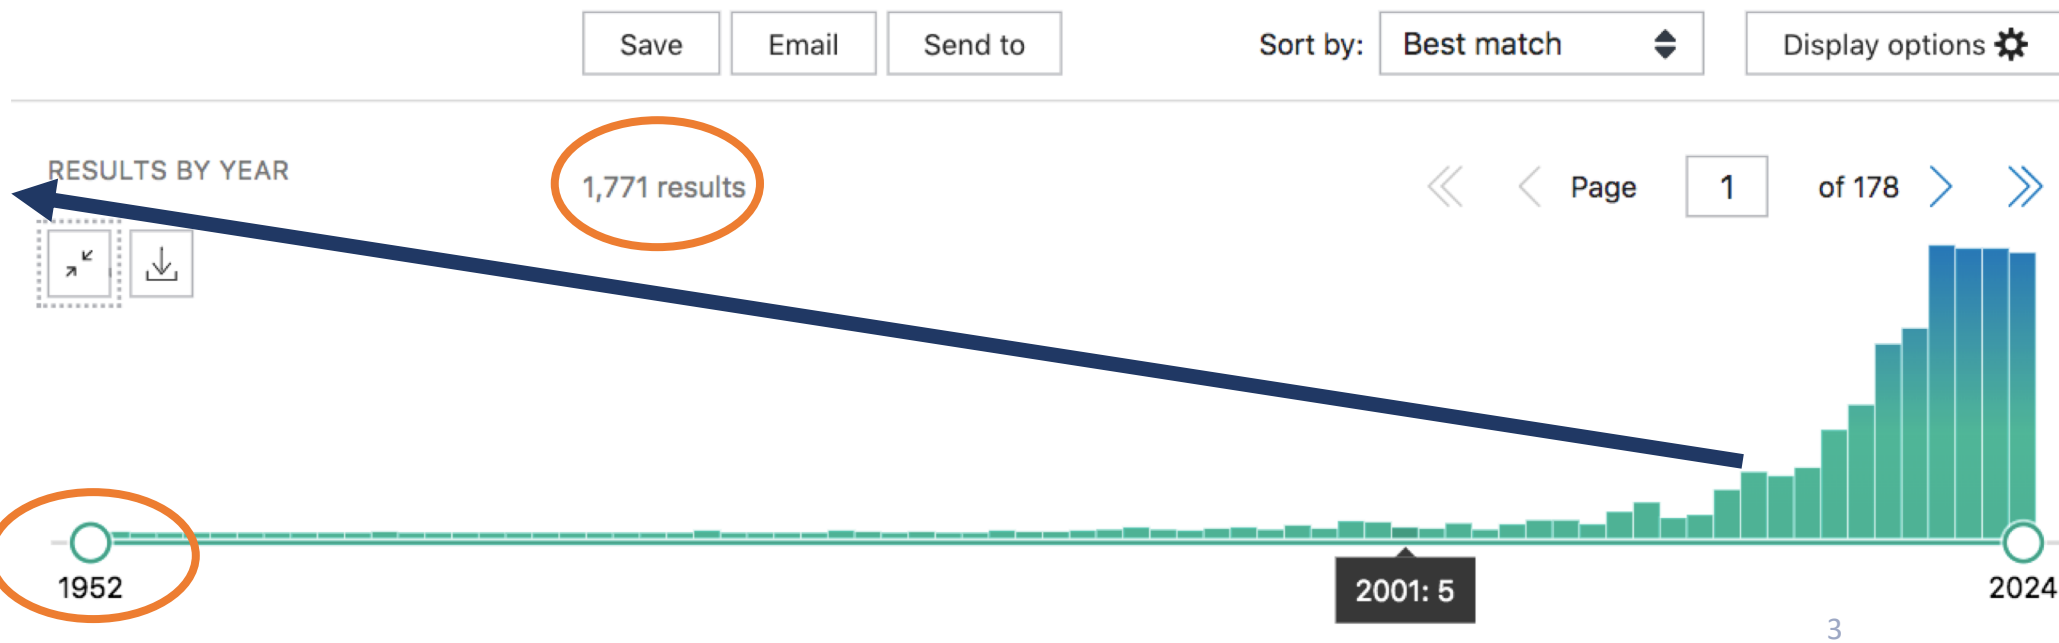 Save Email Send to Sort by: Best match Display options
RESULTS BY YEAR
1,771 results
Page 1 of 178
2001: 5
1952
2024
3